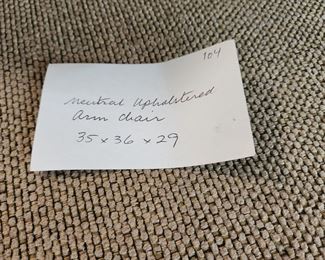 104
Neutral Upholstered
Arm chair
35 x 36 x 29